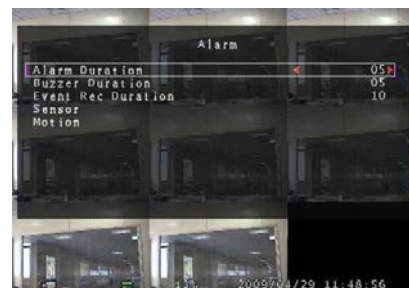 Alarm
Alarm Duration 05
Buzzer Duration 05
Event Rec Duration 10
Sensor
Motion
2009/04/29 11:48:56